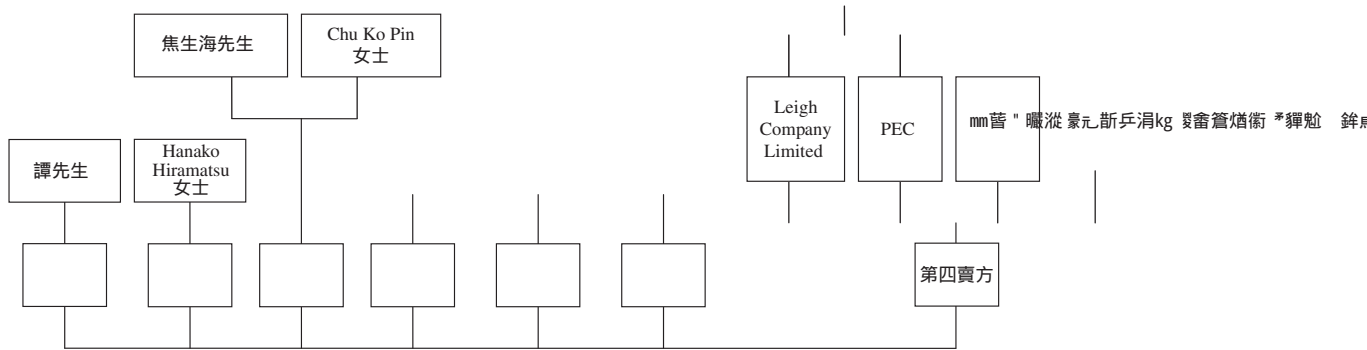 焦生海先生
Chu Ko Pin
女士
譚先生
Hanako
Hiramatsu
女士
Leigh
Company
Limited
PEC
第四賣方